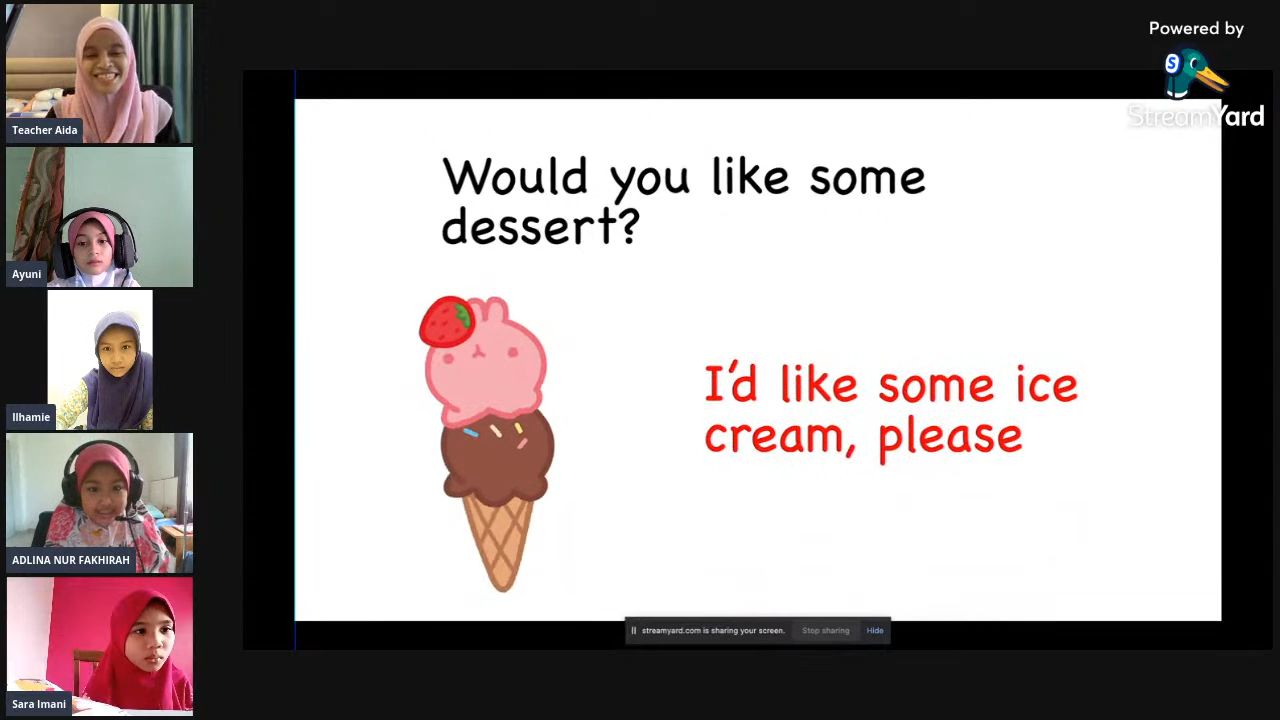 Powered by
S
StreamYard
Teacher Aida
Ayuni
Ilhamie
ADLINA NUR FAKHIRAH
Sara Imani
Would you like some
dessert?
I'd like some ice
cream, please
streamyard.com is sharing your screen. Stop sharing Hide